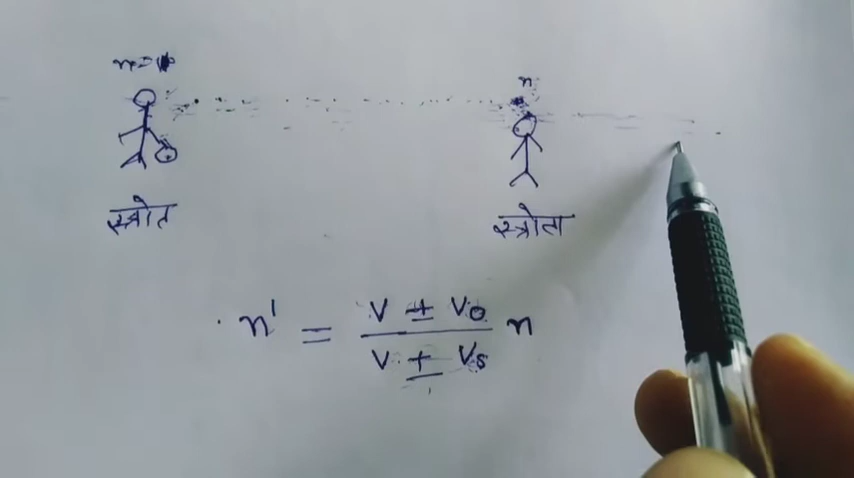 n
स्त्रोत स्त्रोता
n' = (V ± V₀) / (V ± Vₛ) n